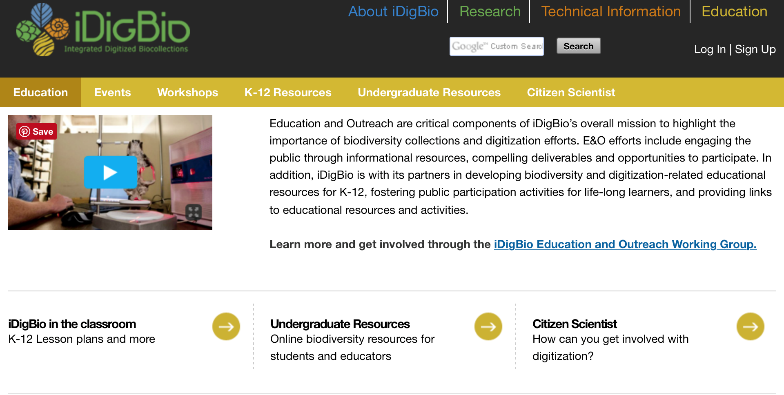 iDigBio
Integrated Digitized Biocollections
About iDigBio
Research
Technical Information
Education
Google™ Custom Searc
Search
Log In | Sign Up
Education
Events
Workshops
K-12 Resources
Undergraduate Resources
Citizen Scientist
Save
Education and Outreach are critical components of iDigBio's overall mission to highlight the
importance of biodiversity collections and digitization efforts. E&O efforts include engaging the
public through informational resources, compelling deliverables and opportunities to participate. In
addition, iDigBio is with its partners in developing biodiversity and digitization-related educational
resources for K-12, fostering public participation activities for life-long learners, and providing links
to educational resources and activities.
Learn more and get involved through the iDigBio Education and Outreach Working Group.
iDigBio in the classroom
K-12 Lesson plans and more
Undergraduate Resources
Online biodiversity resources for
students and educators
Citizen Scientist
How can you get involved with
digitization?